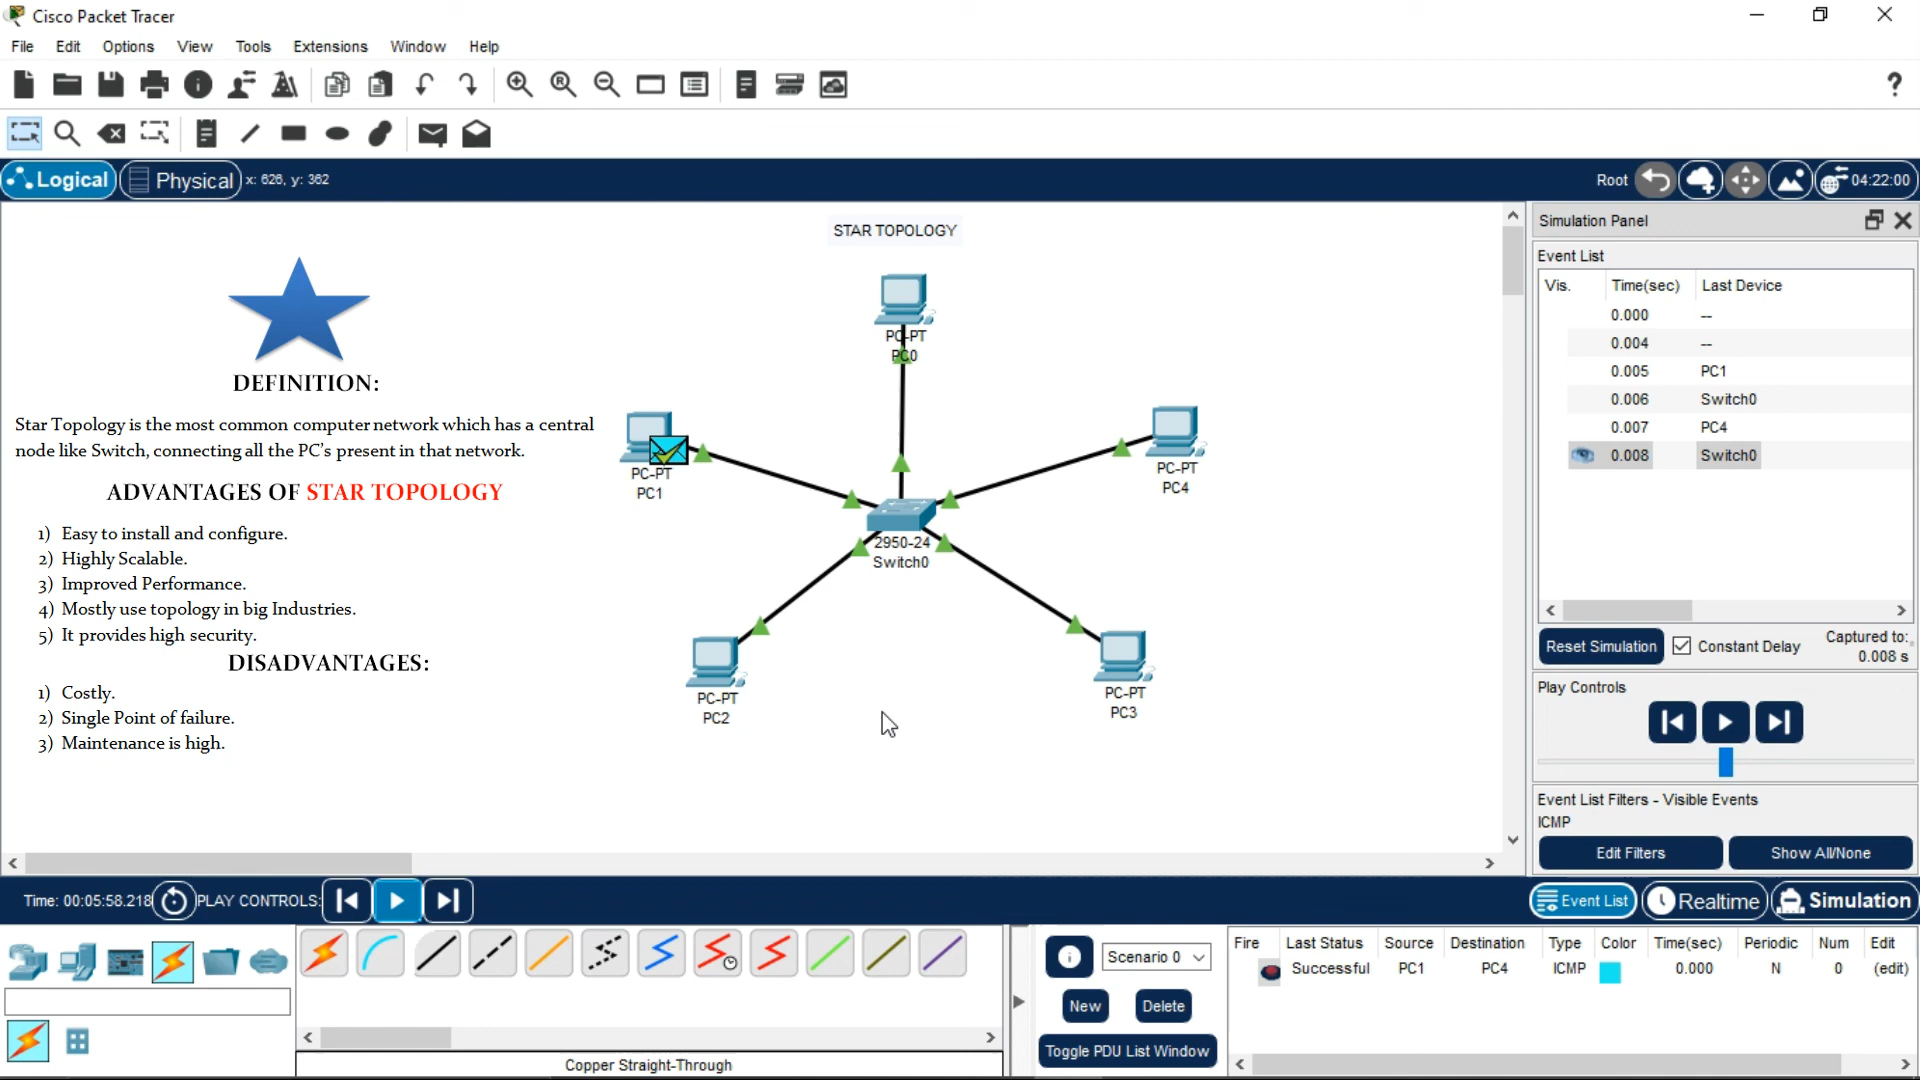 Cisco Packet Tracer
File Edit Options View Tools Extensions Window Help
Logical Physical x: 626, y: 362 Root 04:22:00
STAR TOPOLOGY
DEFINITION:
Star Topology is the most common computer network which has a central
node like Switch, connecting all the PC's present in that network.
ADVANTAGES OF STAR TOPOLOGY
1) Easy to install and configure.
2) Highly Scalable.
3) Improved Performance.
4) Mostly use topology in big Industries.
5) It provides high security.
DISADVANTAGES:
1) Costly.
2) Single Point of failure.
3) Maintenance is high.
PC-PT
PC0
PC-PT
PC1
PC-PT
PC4
2950-24
Switch0
PC-PT
PC2
PC-PT
PC3
Simulation Panel
Event List
Vis. Time(sec) Last Device
0.000 --
0.004 --
0.005 PC1
0.006 Switch0
0.007 PC4
0.008 Switch0
Reset Simulation Constant Delay Captured to:
0.008 s
Play Controls
Event List Filters - Visible Events
ICMP
Edit Filters Show All/None
Time: 00:05:58.218 PLAY CONTROLS: Event List Realtime Simulation
Scenario 0
New Delete
Toggle PDU List Window
Fire Last Status Source Destination Type Color Time(sec) Periodic Num Edit
Successful PC1 PC4 ICMP 0.000 N 0 (edit)
Copper Straight-Through